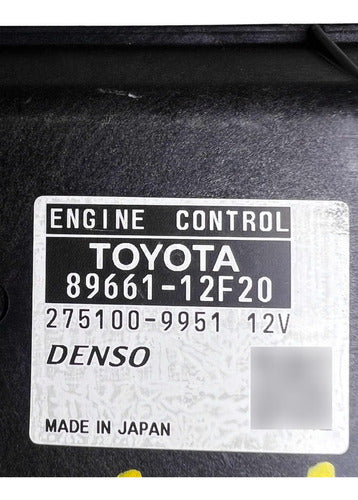 ENGINE CONTROL
TOYOTA
89661-12F20
275100-9951 12V
DENSO
MADE IN JAPAN